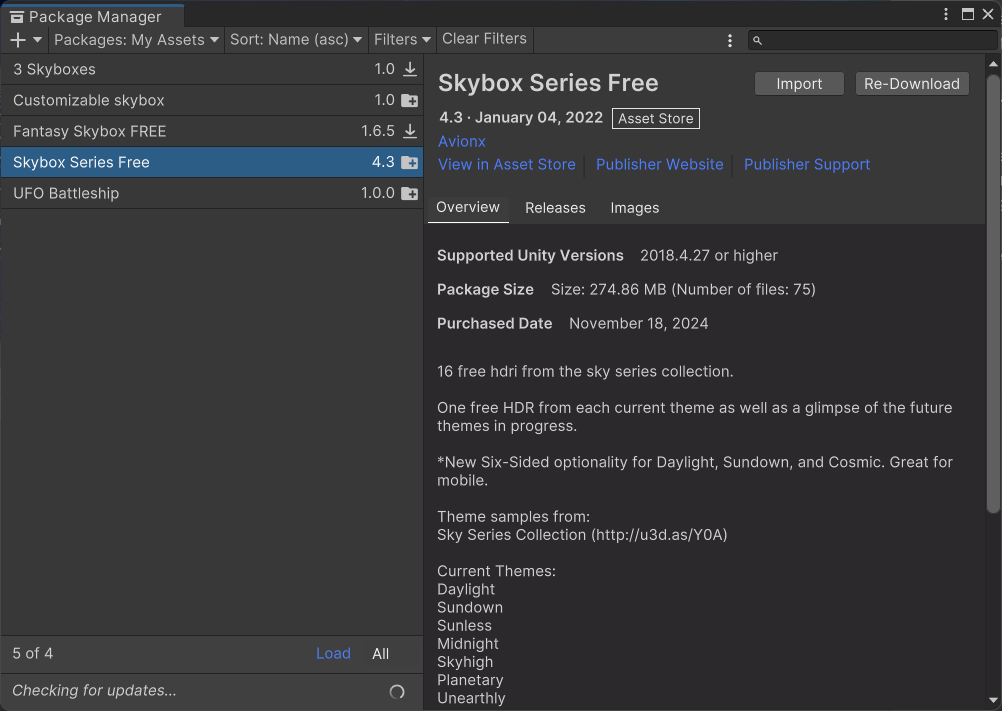 Package Manager
Packages: My Assets Sort: Name (asc) Filters Clear Filters
3 Skyboxes 1.0
Customizable skybox 1.0
Fantasy Skybox FREE 1.6.5
Skybox Series Free 4.3
UFO Battleship 1.0.0
5 of 4 Load All
Checking for updates...
Skybox Series Free Import Re-Download
4.3 · January 04, 2022 Asset Store
Avionx
View in Asset Store Publisher Website Publisher Support
Overview Releases Images
Supported Unity Versions 2018.4.27 or higher
Package Size Size: 274.86 MB (Number of files: 75)
Purchased Date November 18, 2024
16 free hdri from the sky series collection.
One free HDR from each current theme as well as a glimpse of the future
themes in progress.
*New Six-Sided optionality for Daylight, Sundown, and Cosmic. Great for
mobile.
Theme samples from:
Sky Series Collection (http://u3d.as/Y0A)
Current Themes:
Daylight
Sundown
Sunless
Midnight
Skyhigh
Planetary
Unearthly